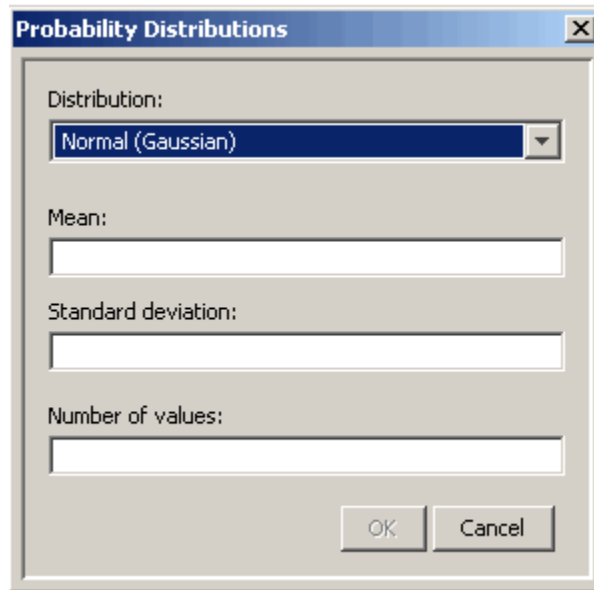 Probability Distributions
Distribution:
Normal (Gaussian)
Mean:
Standard deviation:
Number of values:
OK Cancel